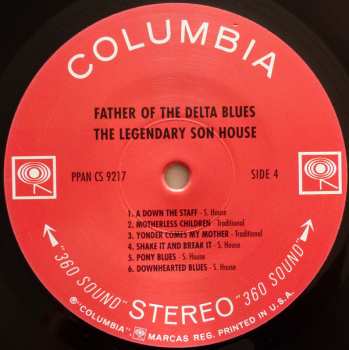 COLUMBIA
FATHER OF THE DELTA BLUES
THE LEGENDARY SON HOUSE
PPAN CS 9217
SIDE 4
1. A DOWN THE STAFF - S. House
2. MOTHERLESS CHILDREN - Traditional
3. YONDER COMES MY MOTHER - Traditional
4. SHAKE IT AND BREAK IT - S. House
5. PONY BLUES - S. House
6. DOWNHEARTED BLUES - S. House
"360 SOUND" STEREO "360 SOUND"
® "COLUMBIA", MARCAS REG. PRINTED IN U.S.A.